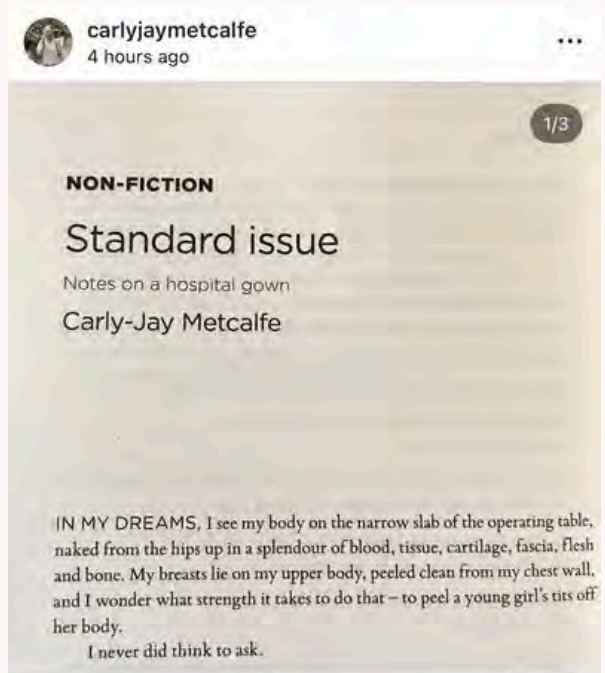 carlyjaymetcalfe
4 hours ago
1/3
NON-FICTION
Standard issue
Notes on a hospital gown
Carly-Jay Metcalfe
IN MY DREAMS, I see my body on the narrow slab of the operating table,
naked from the hips up in a splendour of blood, tissue, cartilage, fascia, flesh
and bone. My breasts lie on my upper body, peeled clean from my chest wall,
and I wonder what strength it takes to do that – to peel a young girl's tits off
her body.
I never did think to ask.